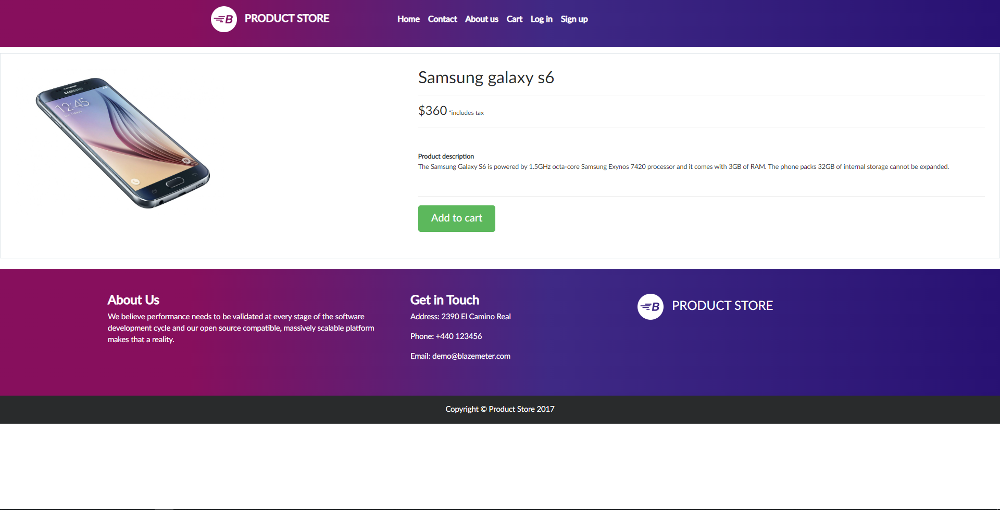 B PRODUCT STORE
Home Contact About us Cart Log in Sign up
SAMSUNG
12:45
Samsung galaxy s6
$360 *includes tax
Product description
The Samsung Galaxy S6 is powered by 1.5GHz octa-core Samsung Exynos 7420 processor and it comes with 3GB of RAM. The phone packs 32GB of internal storage cannot be expanded.
Add to cart
About Us
We believe performance needs to be validated at every stage of the software
development cycle and our open source compatible, massively scalable platform
makes that a reality.
Get in Touch
Address: 2390 El Camino Real
Phone: +440 123456
Email: demo@blazemeter.com
B PRODUCT STORE
Copyright © Product Store 2017